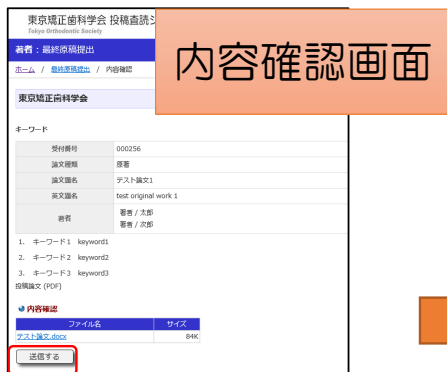 東京矯正歯科学会 投稿査読シ
Tokyo Orthodontic Society
内容確認画面
著者：最終原稿提出
ホーム / 最終原稿提出 / 内容確認
東京矯正歯科学会
キーワード
受付番号 000256
論文種類 原著
論文題名 テスト論文1
英文題名 test original work 1
著者 著者 / 太郎
著者 / 次郎
1. キーワード1 keyword1
2. キーワード2 keyword2
3. キーワード3 keyword3
投稿論文 (PDF)
内容確認
ファイル名 サイズ
テスト論文.docx 84K
送信する